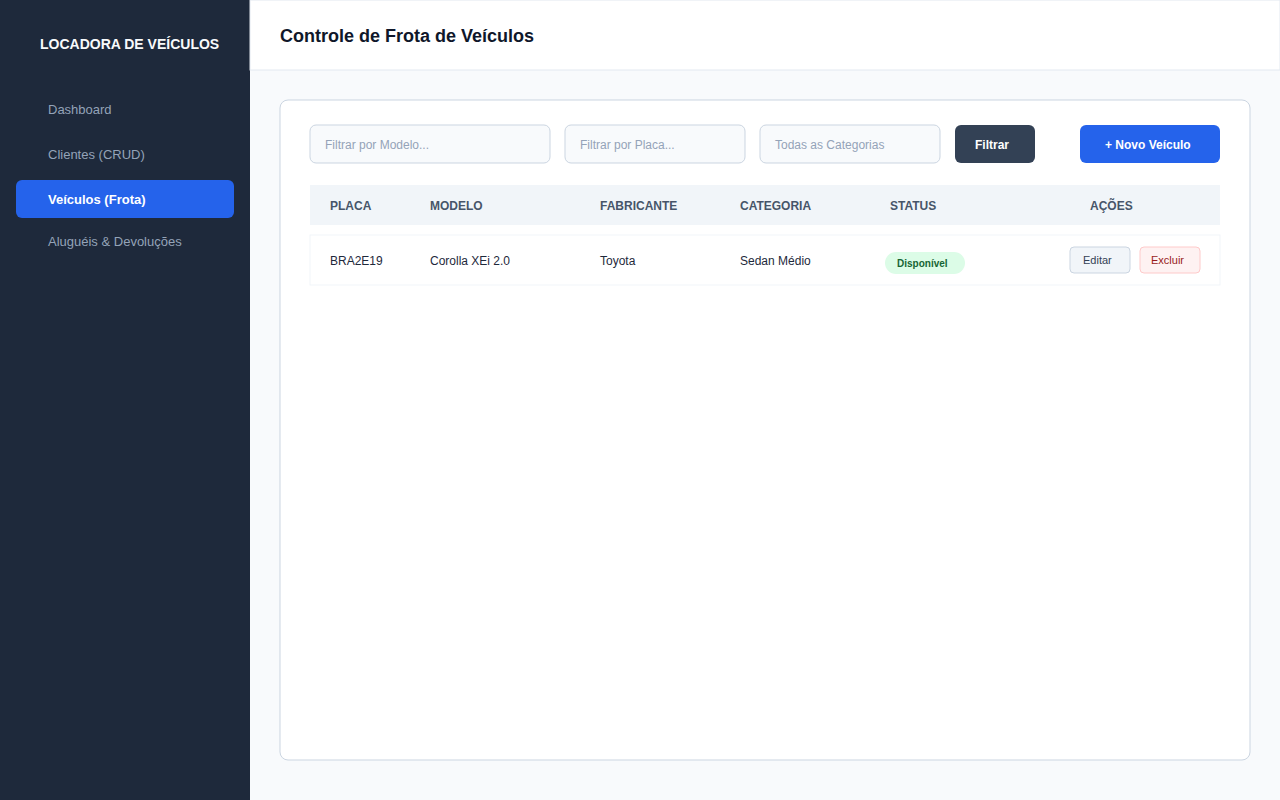 LOCADORA DE VEÍCULOS
Dashboard
Clientes (CRUD)
Veículos (Frota)
Aluguéis & Devoluções
Controle de Frota de Veículos
Filtrar por Modelo... Filtrar por Placa... Todas as Categorias Filtrar + Novo Veículo
PLACA MODELO FABRICANTE CATEGORIA STATUS AÇÕES
BRA2E19 Corolla XEi 2.0 Toyota Sedan Médio Disponível Editar Excluir